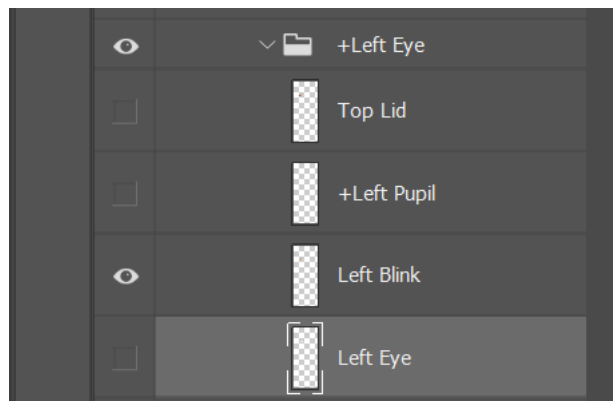 +Left Eye
Top Lid
+Left Pupil
Left Blink
Left Eye